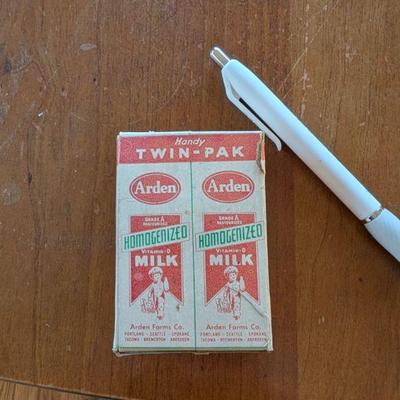 Handy
TWIN-PAK
Arden Arden
GRADE A GRADE A
PASTEURIZED PASTEURIZED
HOMOGENIZED HOMOGENIZED
VITAMIN-D VITAMIN-D
MILK MILK
Arden Farms Co. Arden Farms Co.
PORTLAND - SEATTLE - SPOKANE PORTLAND - SEATTLE - SPOKANE
TACOMA - BREMERTON - ABERDEEN TACOMA - BREMERTON - ABERDEEN